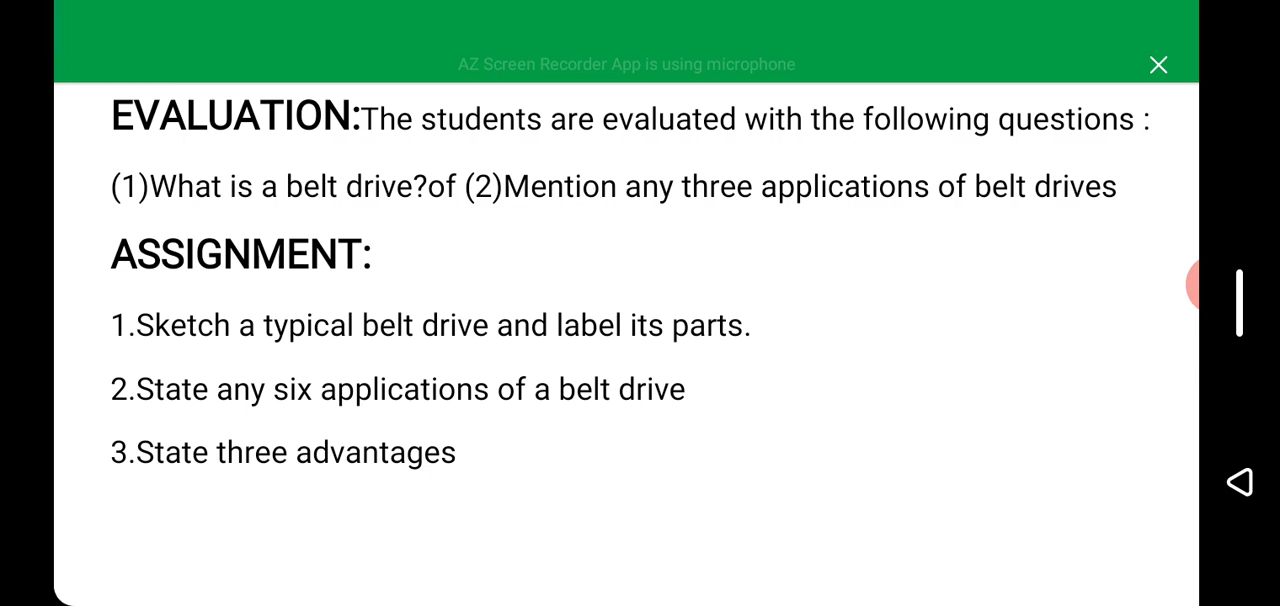 AZ Screen Recorder App is using microphone
EVALUATION:The students are evaluated with the following questions :
(1)What is a belt drive?of (2)Mention any three applications of belt drives
ASSIGNMENT:
1.Sketch a typical belt drive and label its parts.
2.State any six applications of a belt drive
3.State three advantages